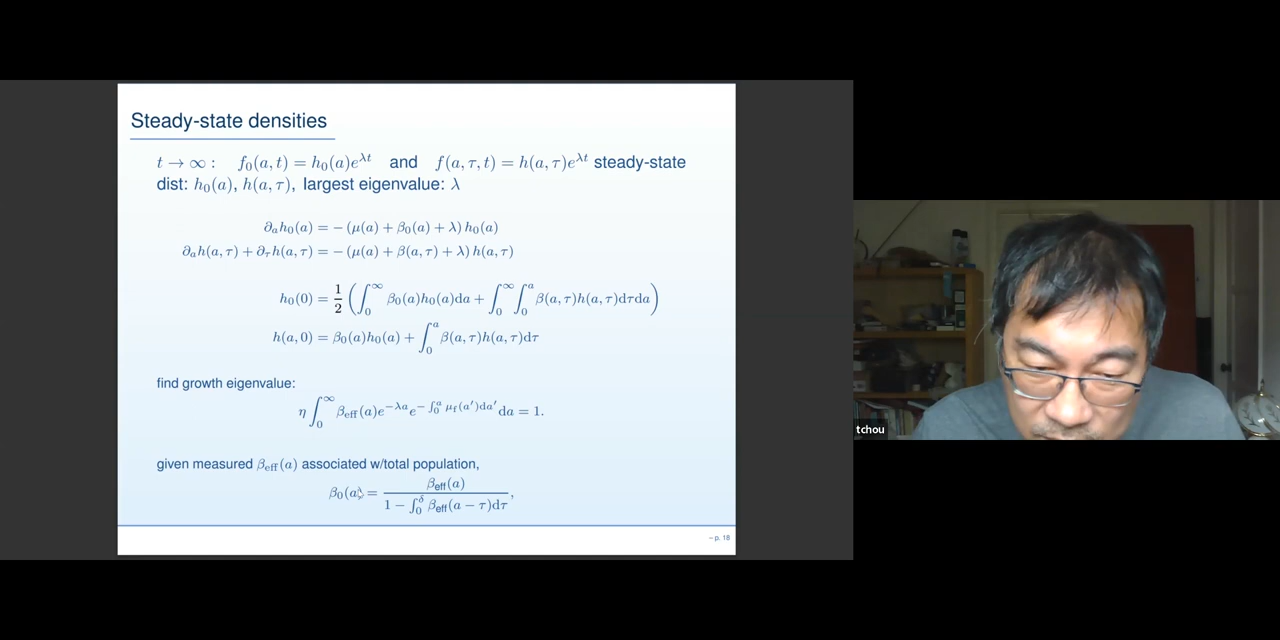 Steady-state densities
t → ∞ : f₀(a, t) = h₀(a)e^{λt} and f(a, τ, t) = h(a, τ)e^{λt} steady-state
dist: h₀(a), h(a, τ), largest eigenvalue: λ
∂ₐh₀(a) = − (μ(a) + β₀(a) + λ) h₀(a)
∂ₐh(a, τ) + ∂_τh(a, τ) = − (μ(a) + β(a, τ) + λ) h(a, τ)
h₀(0) = 1/2 ( ∫₀^∞ β₀(a)h₀(a)da + ∫₀^∞ ∫₀^a β(a, τ)h(a, τ)dτda )
h(a, 0) = β₀(a)h₀(a) + ∫₀^a β(a, τ)h(a, τ)dτ
find growth eigenvalue:
η ∫₀^∞ β_eff(a)e^{−λa}e^{−∫₀^a μ_f(a′)da′}da = 1.
given measured β_eff(a) associated w/total population,
β₀(a) = β_eff(a) / (1 − ∫₀^δ β_eff(a − τ)dτ),
– p. 18
tchou